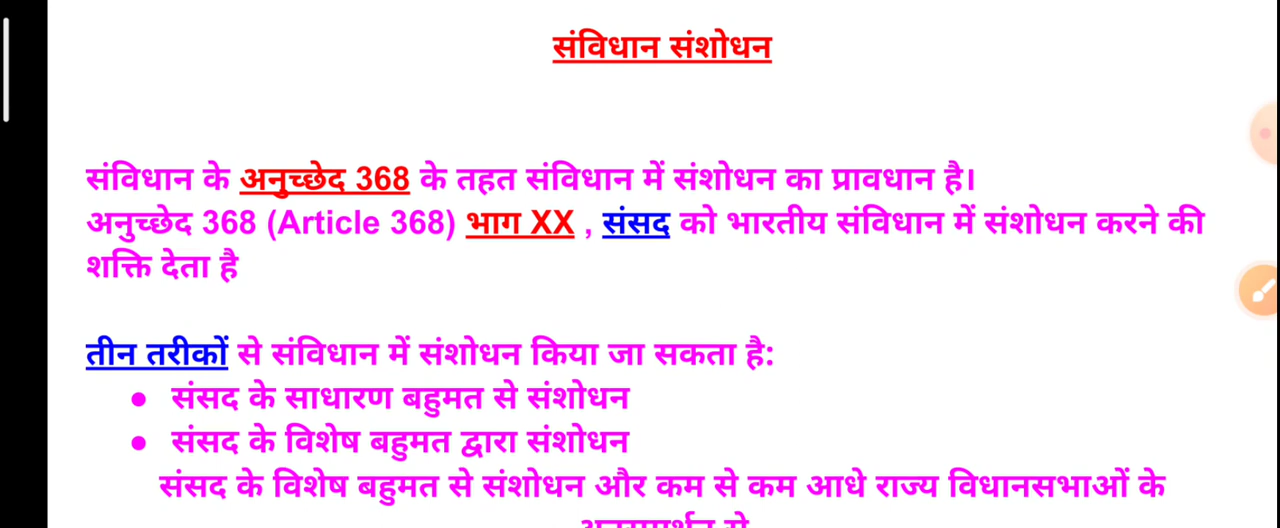 संविधान संशोधन
संविधान के अनुच्छेद 368 के तहत संविधान में संशोधन का प्रावधान है।
अनुच्छेद 368 (Article 368) भाग XX , संसद को भारतीय संविधान में संशोधन करने की
शक्ति देता है
तीन तरीकों से संविधान में संशोधन किया जा सकता है:
● संसद के साधारण बहुमत से संशोधन
● संसद के विशेष बहुमत द्वारा संशोधन
संसद के विशेष बहुमत से संशोधन और कम से कम आधे राज्य विधानसभाओं के
से